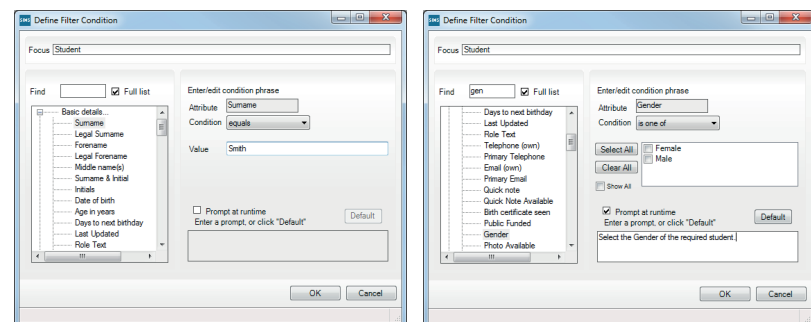 SIMS Define Filter Condition
Focus Student
Find Full list
Basic details...
Surname
Legal Surname
Forename
Legal Forename
Middle name(s)
Surname & Initial
Initials
Date of birth
Age in years
Days to next birthday
Last Updated
Role Text
Enter/edit condition phrase
Attribute Surname
Condition equals
Value Smith
Prompt at runtime
Enter a prompt, or click "Default"
Default
OK Cancel
SIMS Define Filter Condition
Focus Student
Find gen Full list
Days to next birthday
Last Updated
Role Text
Telephone (own)
Primary Telephone
Email (own)
Primary Email
Quick note
Quick Note Available
Birth certificate seen
Public Funded
Gender
Photo Available
Enter/edit condition phrase
Attribute Gender
Condition is one of
Select All
Clear All
Show All
Female
Male
Prompt at runtime
Enter a prompt, or click "Default"
Default
Select the Gender of the required student.
OK Cancel